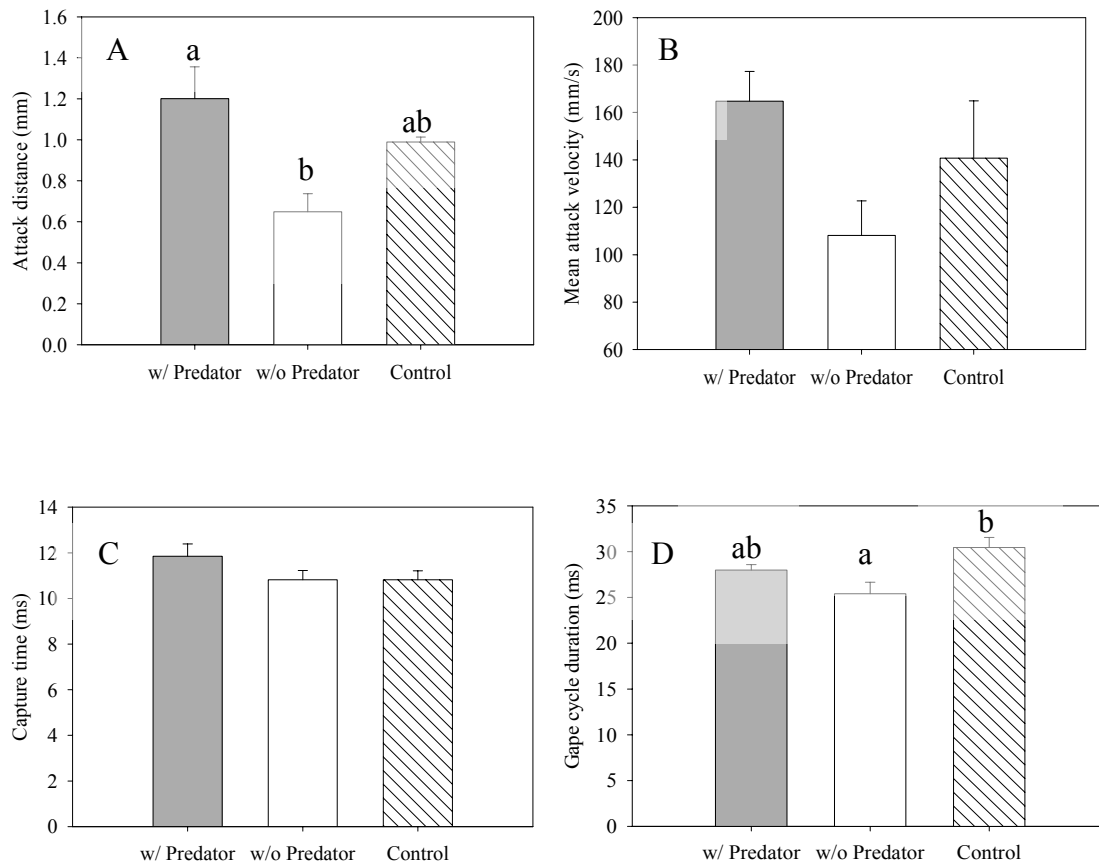 A
Attack distance (mm)
1.6
1.4
1.2
1.0
0.8
0.6
0.4
0.2
0.0
a
b
ab
w/ Predator w/o Predator Control
B
Mean attack velocity (mm/s)
200
180
160
140
120
100
80
60
w/ Predator w/o Predator Control
C
Capture time (ms)
14
12
10
8
6
4
2
0
w/ Predator w/o Predator Control
D
Gape cycle duration (ms)
35
30
25
20
15
10
5
0
ab
a
b
w/ Predator w/o Predator Control